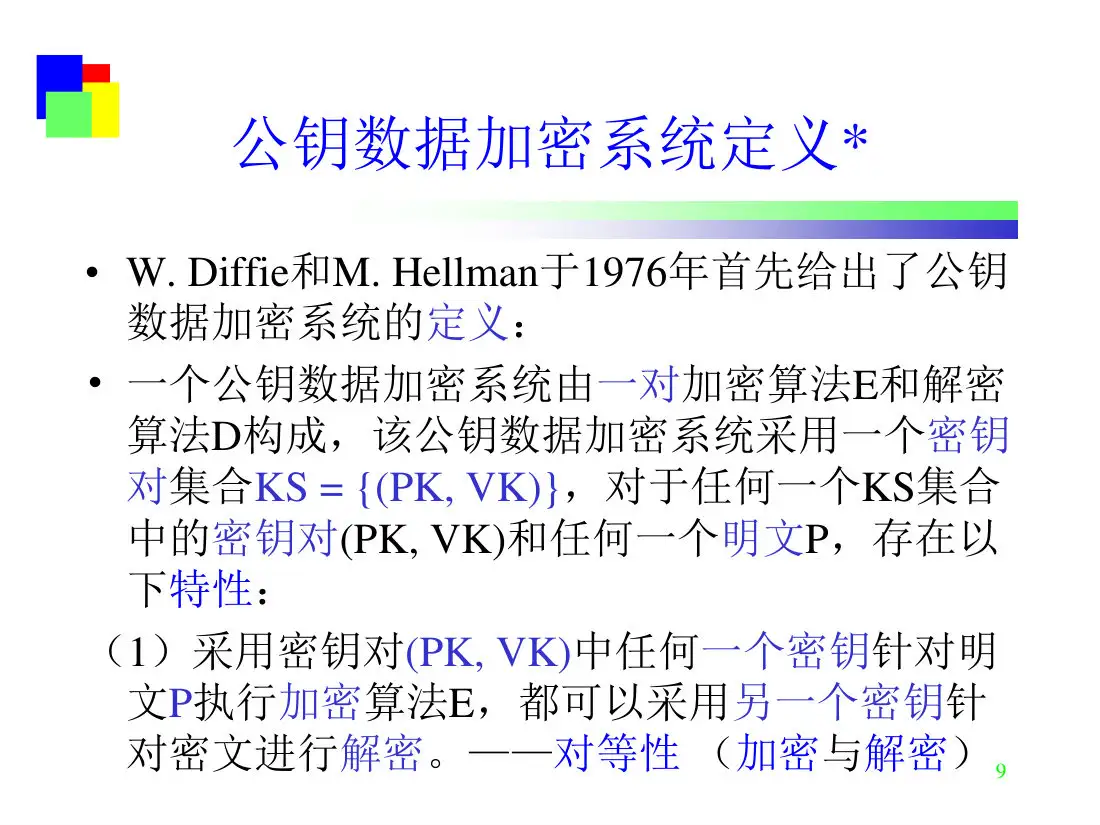 公钥数据加密系统定义*
• W. Diffie和M. Hellman于1976年首先给出了公钥
数据加密系统的定义：
• 一个公钥数据加密系统由一对加密算法E和解密
算法D构成，该公钥数据加密系统采用一个密钥
对集合KS = {(PK, VK)}，对于任何一个KS集合
中的密钥对(PK, VK)和任何一个明文P，存在以
下特性：
（1）采用密钥对(PK, VK)中任何一个密钥针对明
文P执行加密算法E，都可以采用另一个密钥针
对密文进行解密。——对等性 （加密与解密）
9